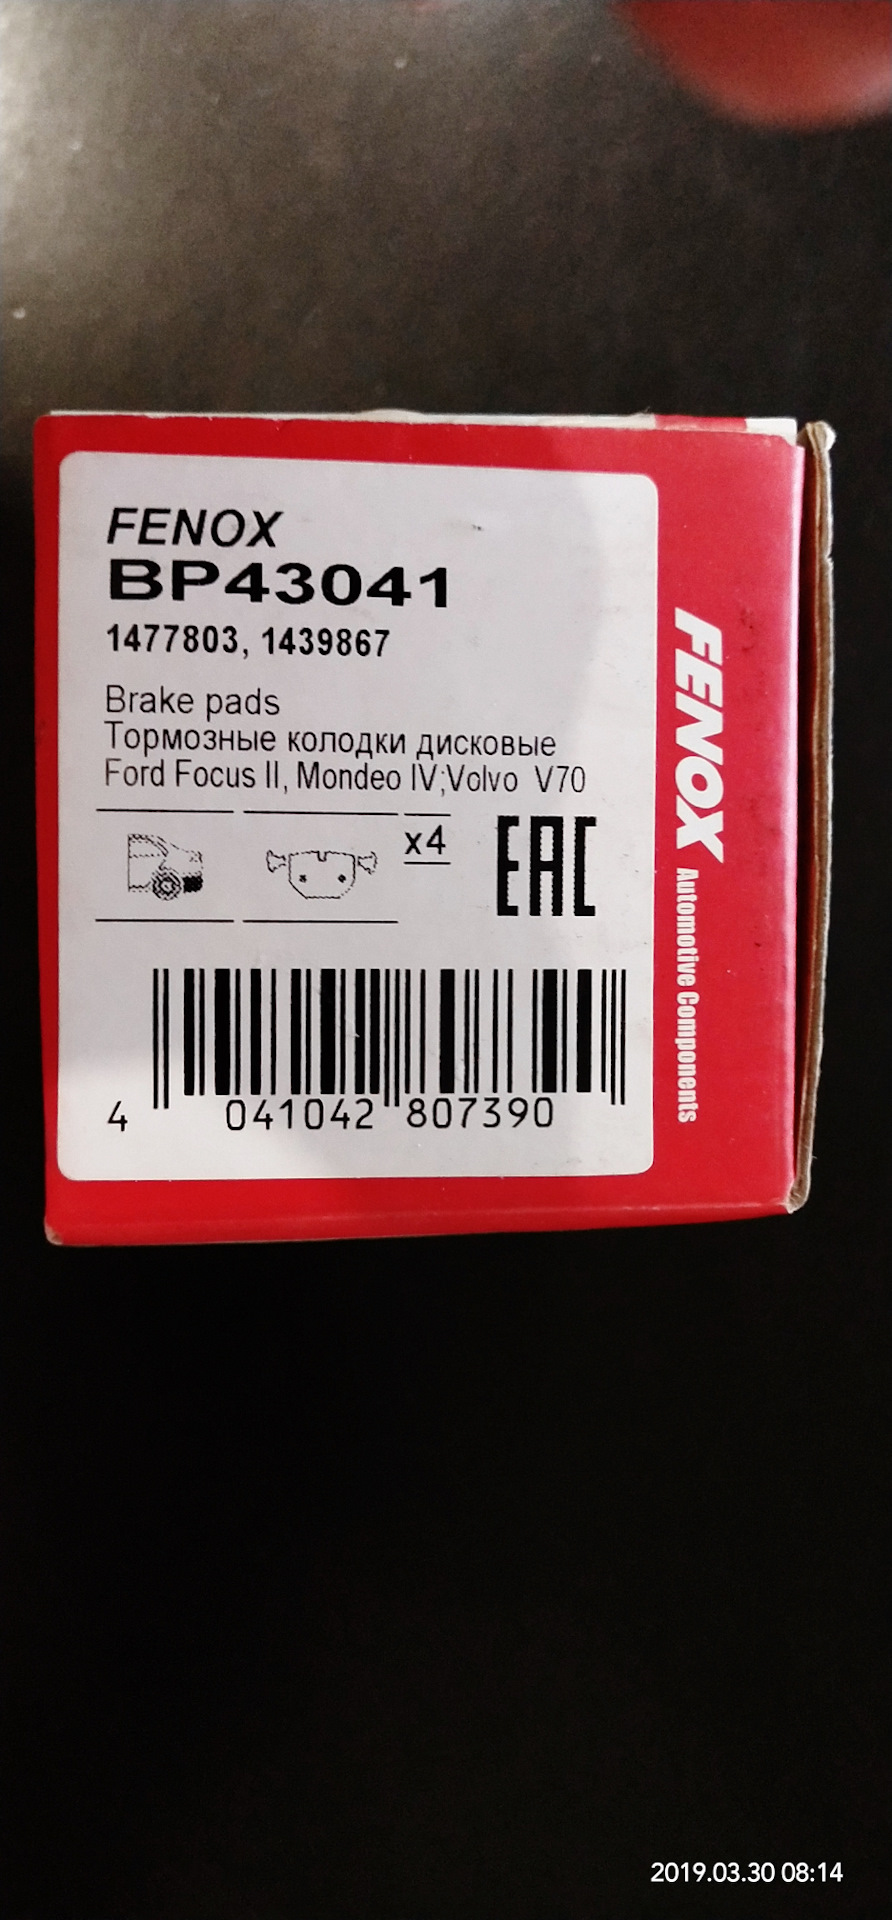 FENOX
BP43041
1477803, 1439867
Brake pads
Тормозные колодки дисковые
Ford Focus II, Mondeo IV;Volvo V70
x4
EAC
4 041042 807390
FENOX Automotive Components
2019.03.30 08:14